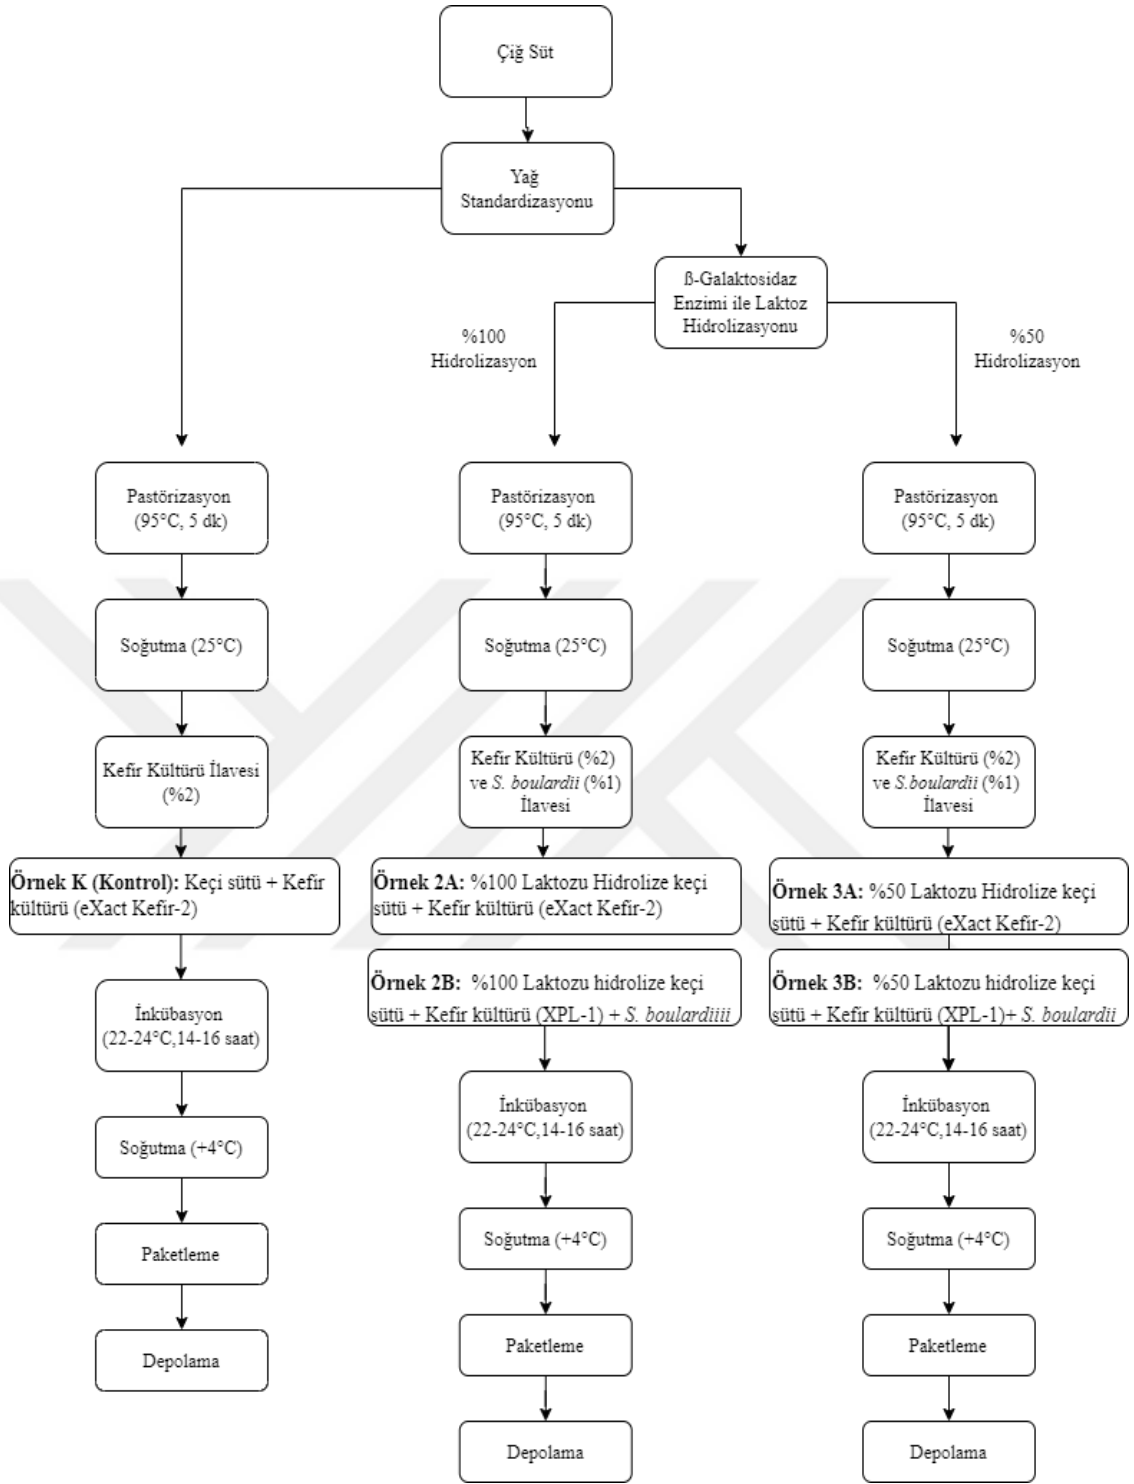 Çiğ Süt
Yağ
Standardizasyonu
ß-Galaktosidaz
Enzimi ile Laktoz
Hidrolizasyonu
%100
Hidrolizasyon
%50
Hidrolizasyon
Pastörizasyon
(95°C, 5 dk)
Soğutma (25°C)
Kefir Kültürü İlavesi
(%2)
Örnek K (Kontrol): Keçi sütü + Kefir
kültürü (eXact Kefir-2)
İnkübasyon
(22-24°C,14-16 saat)
Soğutma (+4°C)
Paketleme
Depolama
Pastörizasyon
(95°C, 5 dk)
Soğutma (25°C)
Kefir Kültürü (%2)
ve S. boulardii (%1)
İlavesi
Örnek 2A: %100 Laktozu Hidrolize keçi
sütü + Kefir kültürü (eXact Kefir-2)
Örnek 2B: %100 Laktozu hidrolize keçi
sütü + Kefir kültürü (XPL-1) + S. boulardiiii
İnkübasyon
(22-24°C,14-16 saat)
Soğutma (+4°C)
Paketleme
Depolama
Pastörizasyon
(95°C, 5 dk)
Soğutma (25°C)
Kefir Kültürü (%2)
ve S.boulardii (%1)
İlavesi
Örnek 3A: %50 Laktozu Hidrolize keçi
sütü + Kefir kültürü (eXact Kefir-2)
Örnek 3B: %50 Laktozu hidrolize keçi
sütü + Kefir kültürü (XPL-1)+ S. boulardii
İnkübasyon
(22-24°C,14-16 saat)
Soğutma (+4°C)
Paketleme
Depolama